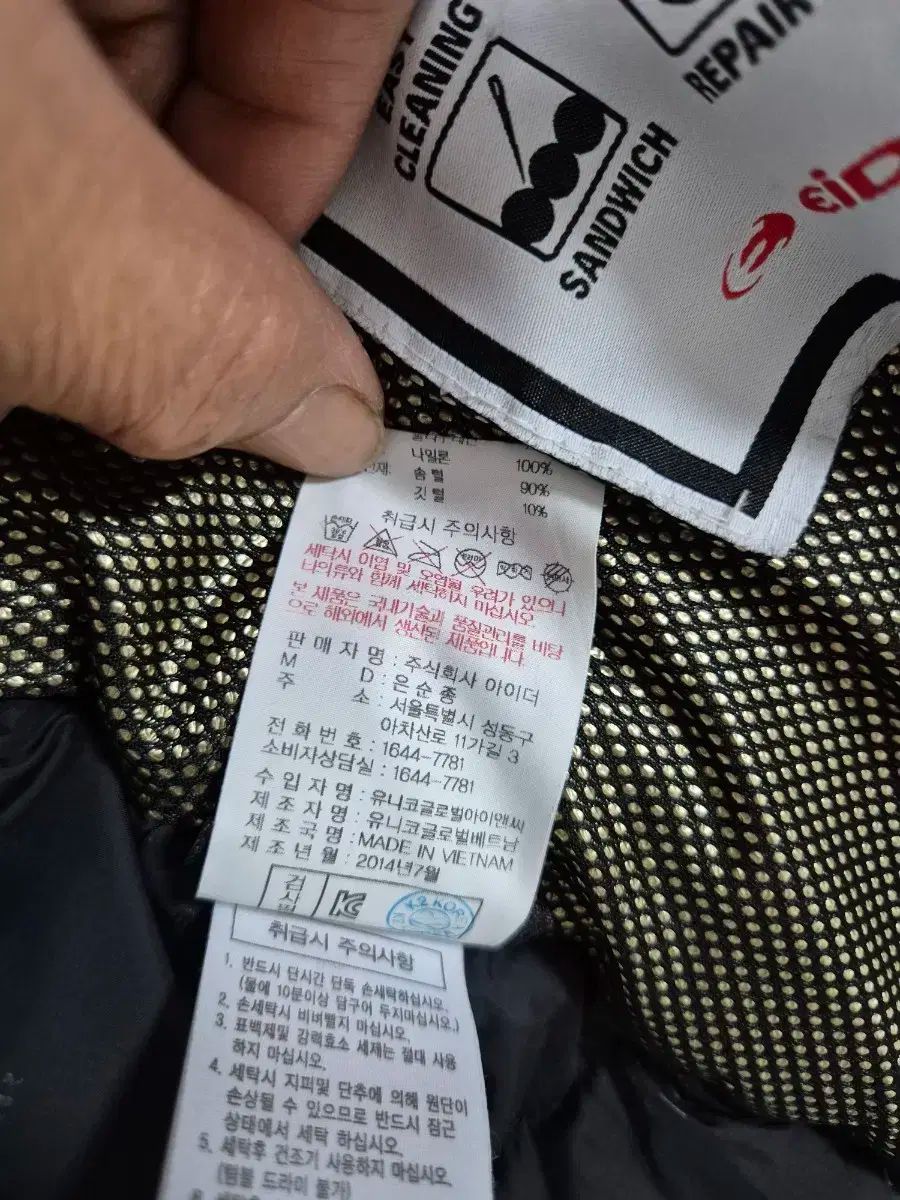 EASY
CLEANING
REPAIR
SANDWICH
eiD
나일론 100%
솜털 90%
깃털 10%
취급시 주의사항
세탁시 이염 및 오염될 우려가 있으니
나의류와 함께 세탁하지 마십시오.
본 제품은 국내기술과 품질관리를 바탕
으로 해외에서 생산된 제품입니다.
판 매 자 명 : 주식회사 아이더
M D : 은순종
주 소 : 서울특별시 성동구
아차산로 11가길 3
전 화 번 호 : 1644-7781
소비자상담실 : 1644-7781
수 입 자 명 : 유니코글로벌아이앤씨
제 조 자 명 : 유니코글로벌베트남
제 조 국 명 : MADE IN VIETNAM
제 조 년 월 : 2014년7월
취급시 주의사항
1. 반드시 단시간 단독 손세탁하십시오.
(물에 10분이상 담구어 두지마십시오.)
2. 손세탁시 비벼빨지 마십시오.
3. 표백제및 강력효소 세제는 절대 사용
하지 마십시오.
4. 세탁시 지퍼및 단추에 의해 원단이
손상될 수 있으므로 반드시 잠근
상태에서 세탁 하십시오.
5. 세탁후 건조기 사용하지 마십시오.
(텀블 드라이 불가)